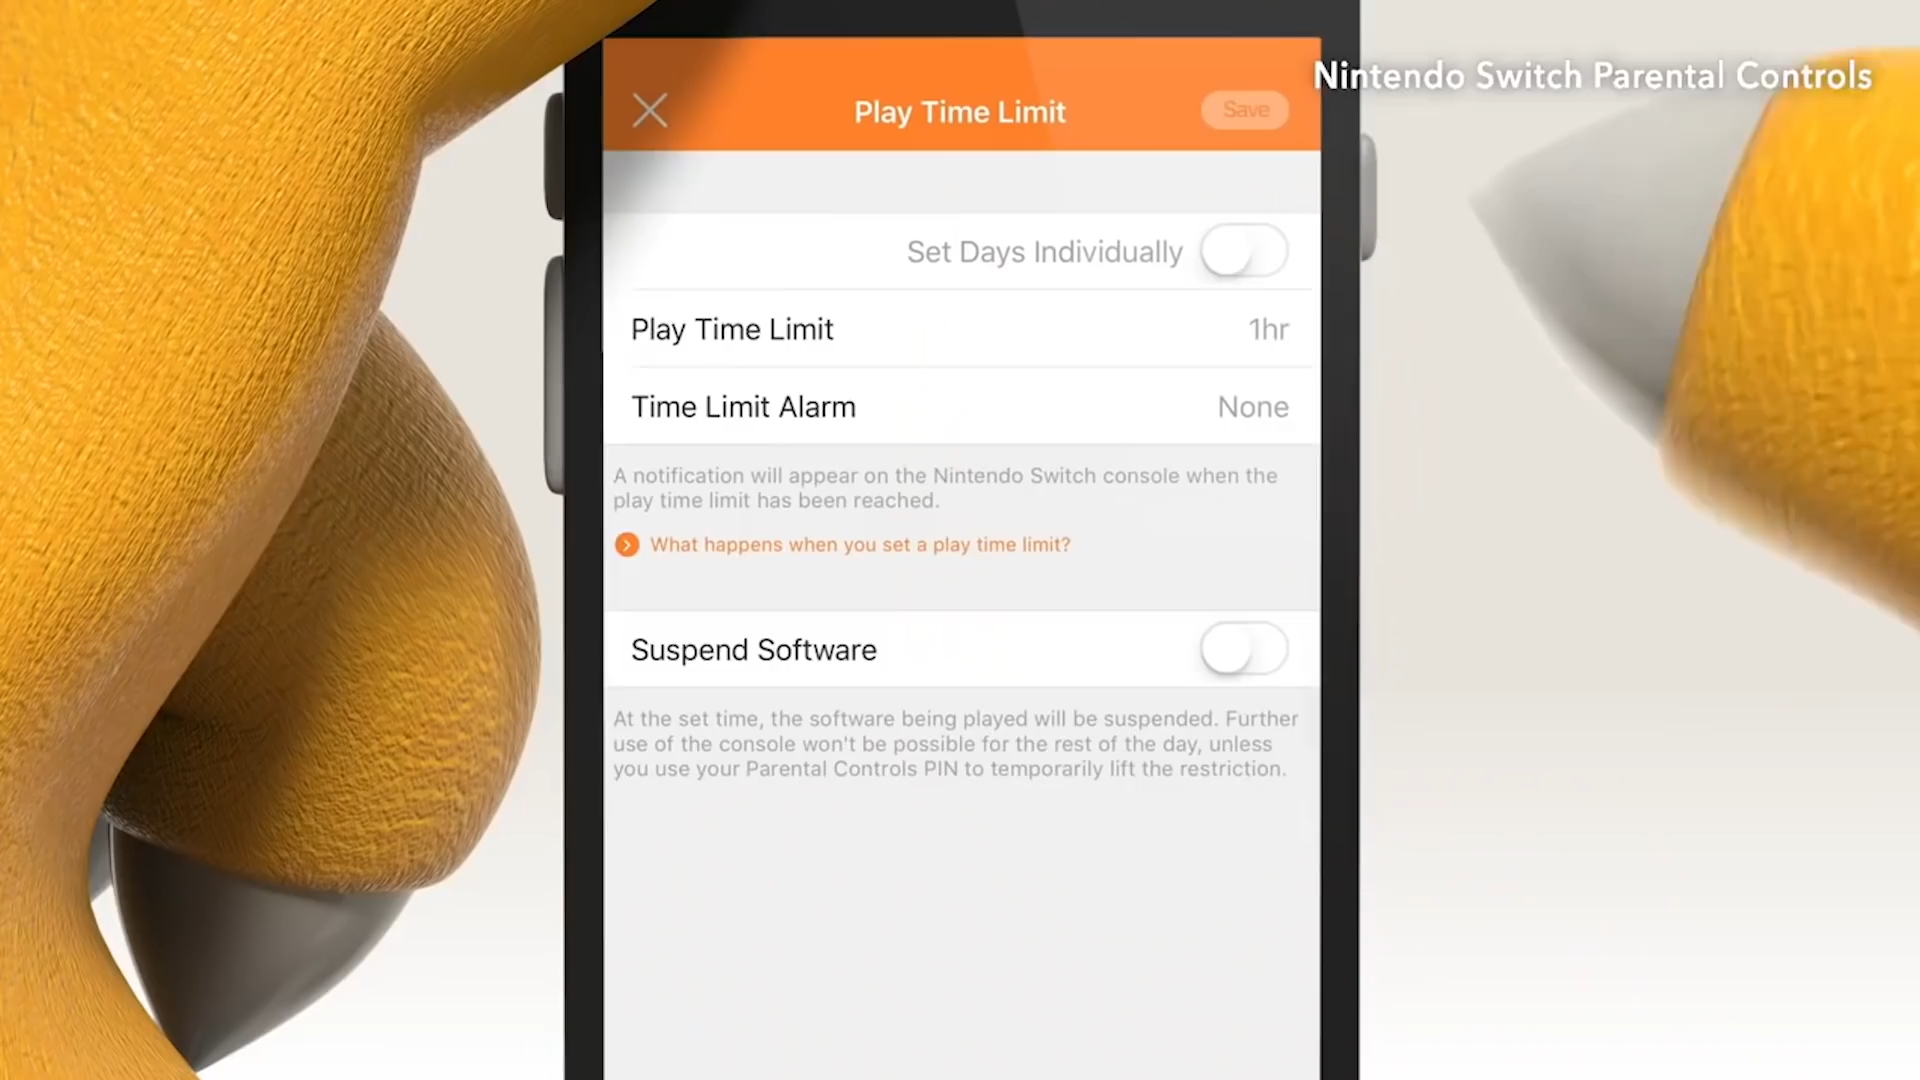 Nintendo Switch Parental Controls
Play Time Limit
Save
Set Days Individually
Play Time Limit
1hr
Time Limit Alarm
None
A notification will appear on the Nintendo Switch console when the
play time limit has been reached.
What happens when you set a play time limit?
Suspend Software
At the set time, the software being played will be suspended. Further
use of the console won't be possible for the rest of the day, unless
you use your Parental Controls PIN to temporarily lift the restriction.